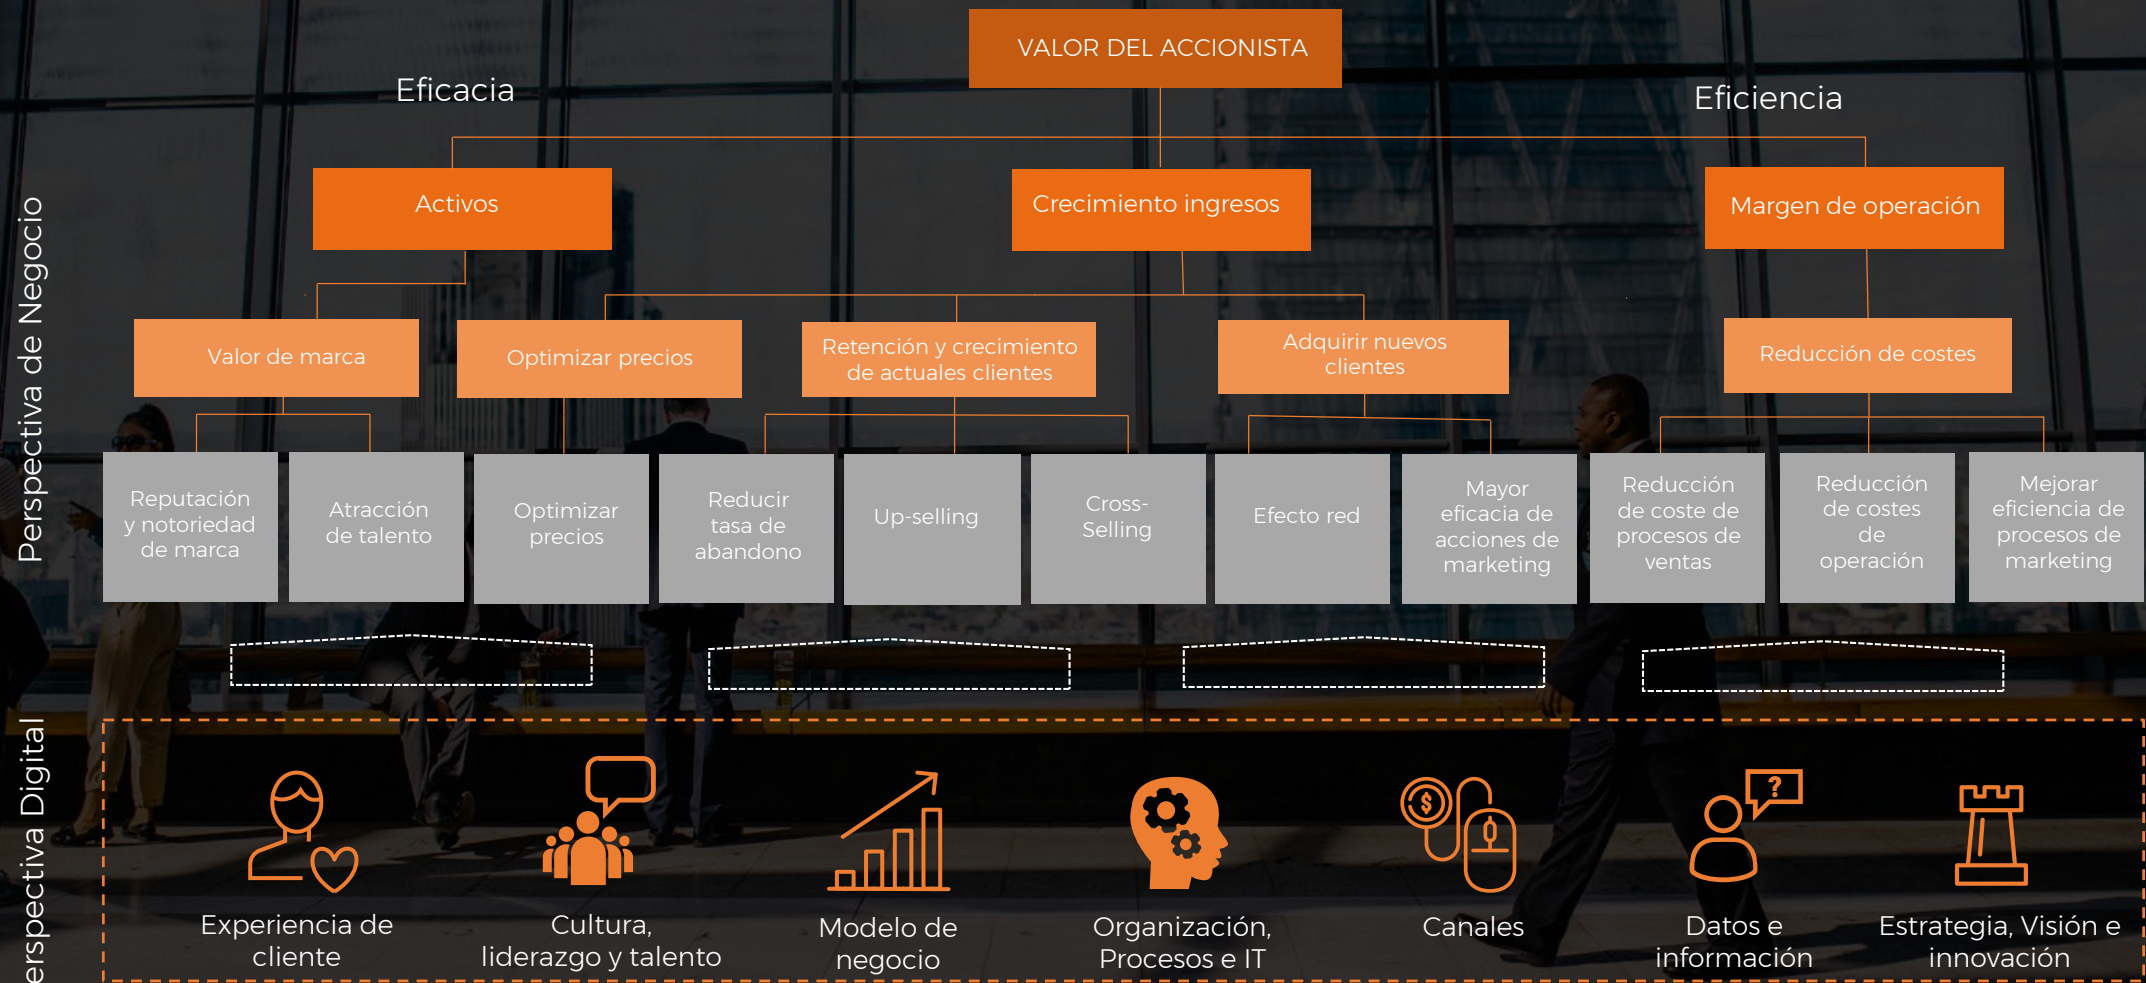 VALOR DEL ACCIONISTA
Eficacia
Eficiencia
Perspectiva de Negocio
Activos
Crecimiento ingresos
Margen de operación
Valor de marca
Optimizar precios
Retención y crecimiento
de actuales clientes
Adquirir nuevos
clientes
Reducción de costes
Reputación
y notoriedad
de marca
Atracción
de talento
Optimizar
precios
Reducir
tasa de
abandono
Up-selling
Cross-
Selling
Efecto red
Mayor
eficacia de
acciones de
marketing
Reducción
de coste de
procesos de
ventas
Reducción
de costes
de
operación
Mejorar
eficiencia de
procesos de
marketing
erspectiva Digital
$
?
Experiencia de
cliente
Cultura,
liderazgo y talento
Modelo de
negocio
Organización,
Procesos e IT
Canales
Datos e
información
Estrategia, Visión e
innovación